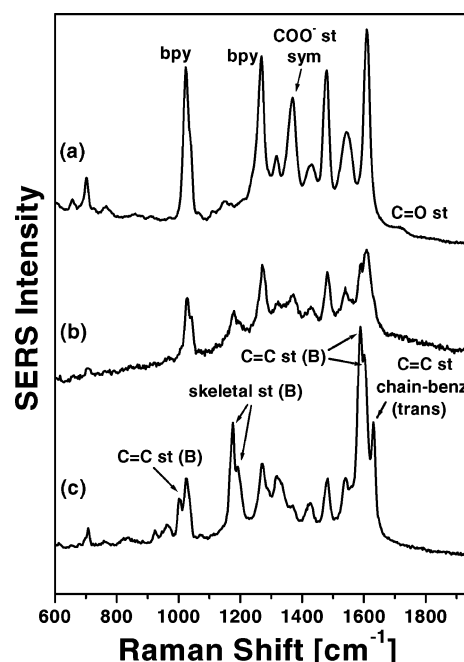 COO⁻ st
sym
bpy
bpy
(a)
C=O st
SERS Intensity
(b)
C=C st (B)
C=C st
chain-benz
(trans)
skeletal st (B)
C=C st (B)
(c)
600 800 1000 1200 1400 1600 1800
Raman Shift [cm⁻¹]